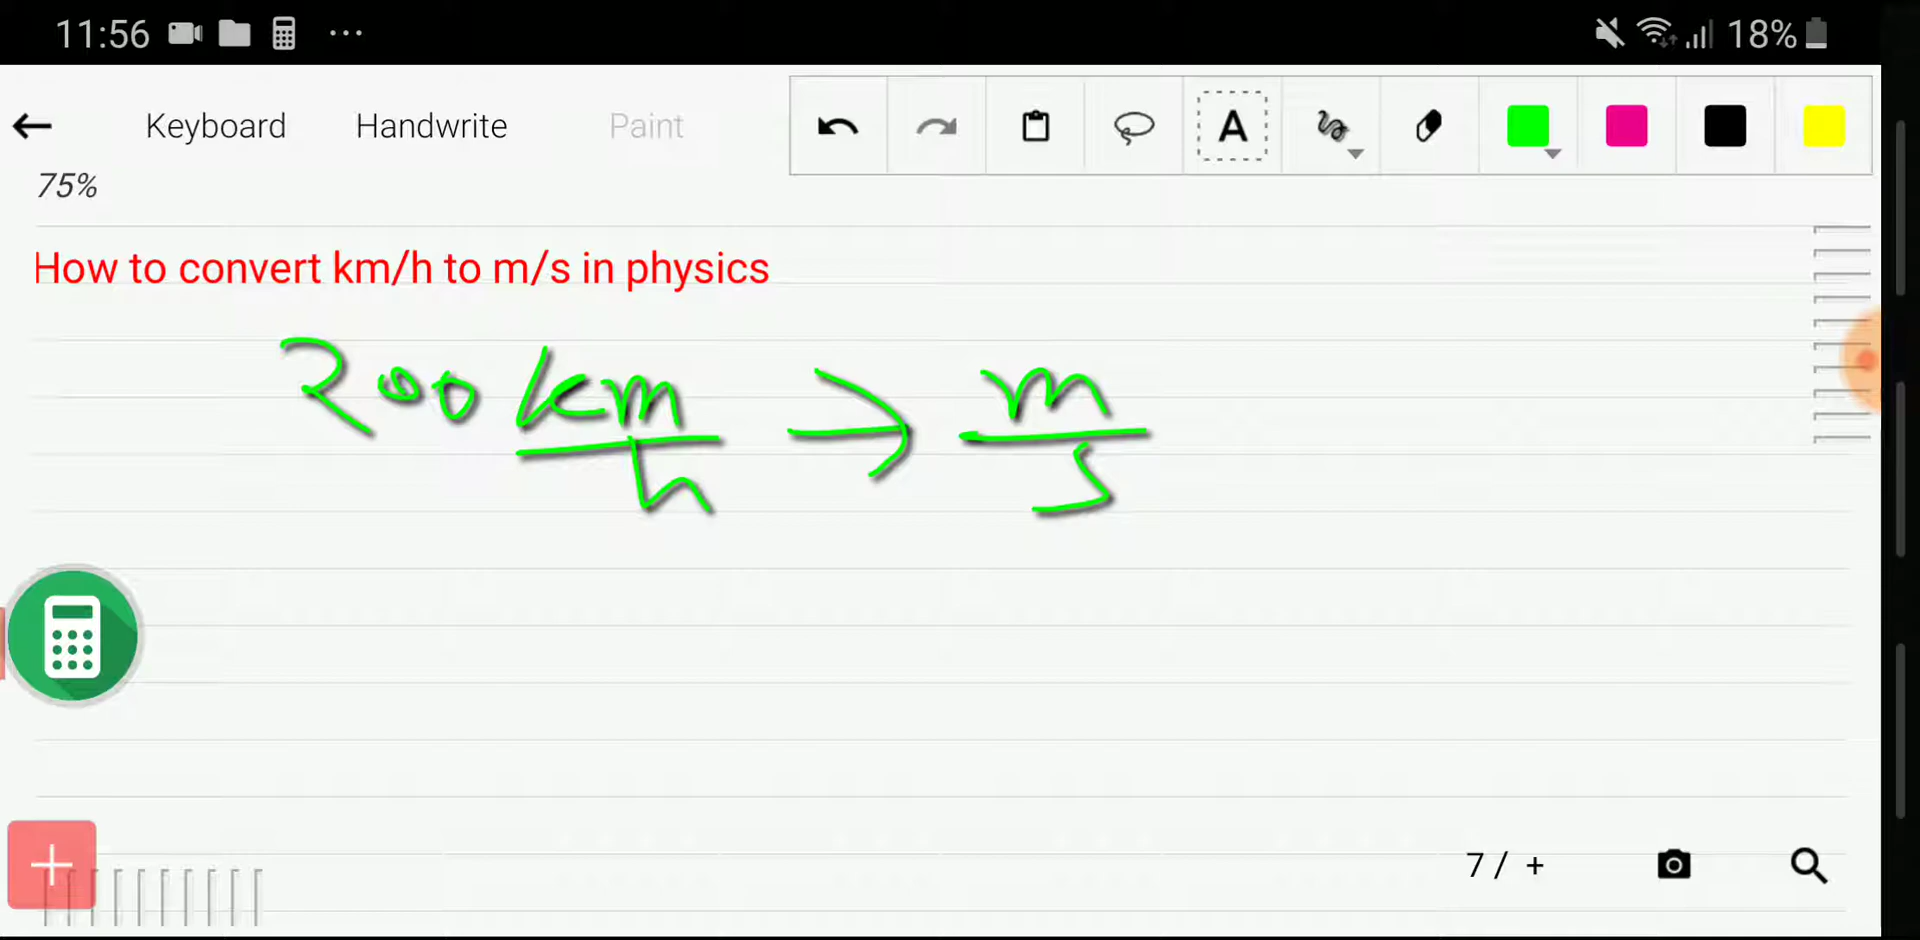 11:56 ... 18%
Keyboard Handwrite Paint A
75%
How to convert km/h to m/s in physics
200 km/h → m/s
7 / +